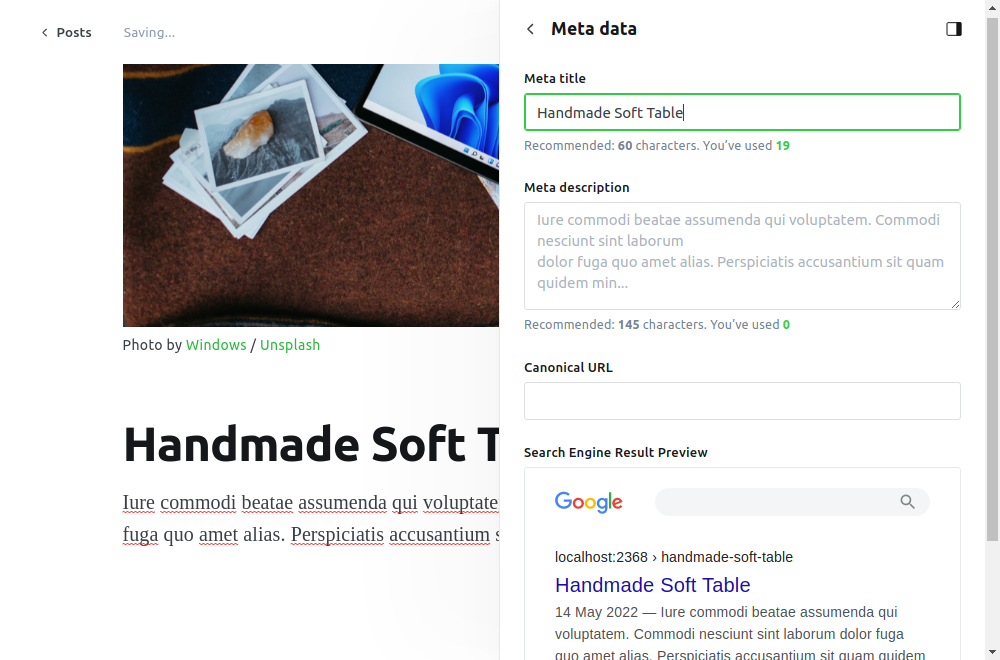 Posts
Saving...
Photo by Windows / Unsplash
Handmade Soft T
Iure commodi beatae assumenda qui voluptate
fuga quo amet alias. Perspiciatis accusantium s
Meta data
Meta title
Handmade Soft Table
Recommended: 60 characters. You've used 19
Meta description
Iure commodi beatae assumenda qui voluptatem. Commodi
nesciunt sint laborum
dolor fuga quo amet alias. Perspiciatis accusantium sit quam
quidem min...
Recommended: 145 characters. You've used 0
Canonical URL
Search Engine Result Preview
Google
localhost:2368 › handmade-soft-table
Handmade Soft Table
14 May 2022 — Iure commodi beatae assumenda qui
voluptatem. Commodi nesciunt sint laborum dolor fuga
quo amet alias. Perspiciatis accusantium sit quam quidem